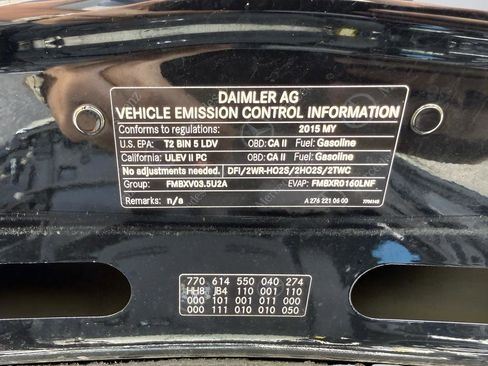 DAIMLER AG
VEHICLE EMISSION CONTROL INFORMATION
Conforms to regulations: 2015 MY
U.S. EPA: T2 BIN 5 LDV OBD: CA II Fuel: Gasoline
California: ULEV II PC OBD: CA II Fuel: Gasoline
No adjustments needed. DFI/2WR-HO2S/2HO2S/2TWC
Group: FMBXV03.5U2A EVAP: FMBXR0160LNF
Remarks: n/s A 276 221 06 00
770 614 550 040 274
HH8 JB4 110 001 110
000 101 001 011 000
000 111 010 010 050